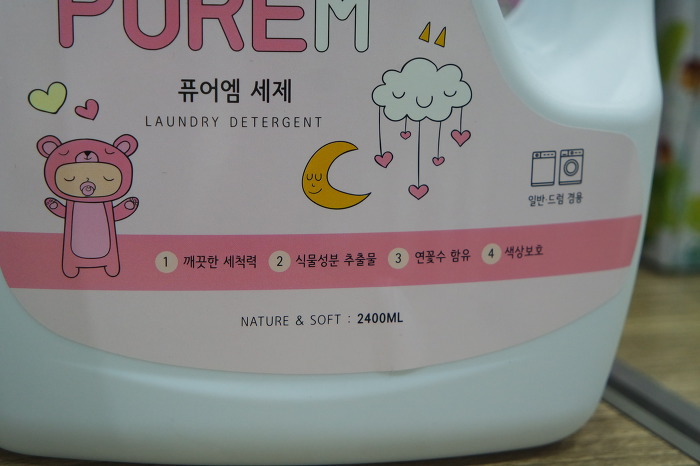 PUREM
퓨어엠 세제
LAUNDRY DETERGENT
일반·드럼 겸용
1 깨끗한 세척력 2 식물성분 추출물 3 연꽃수 함유 4 색상보호
NATURE & SOFT : 2400ML